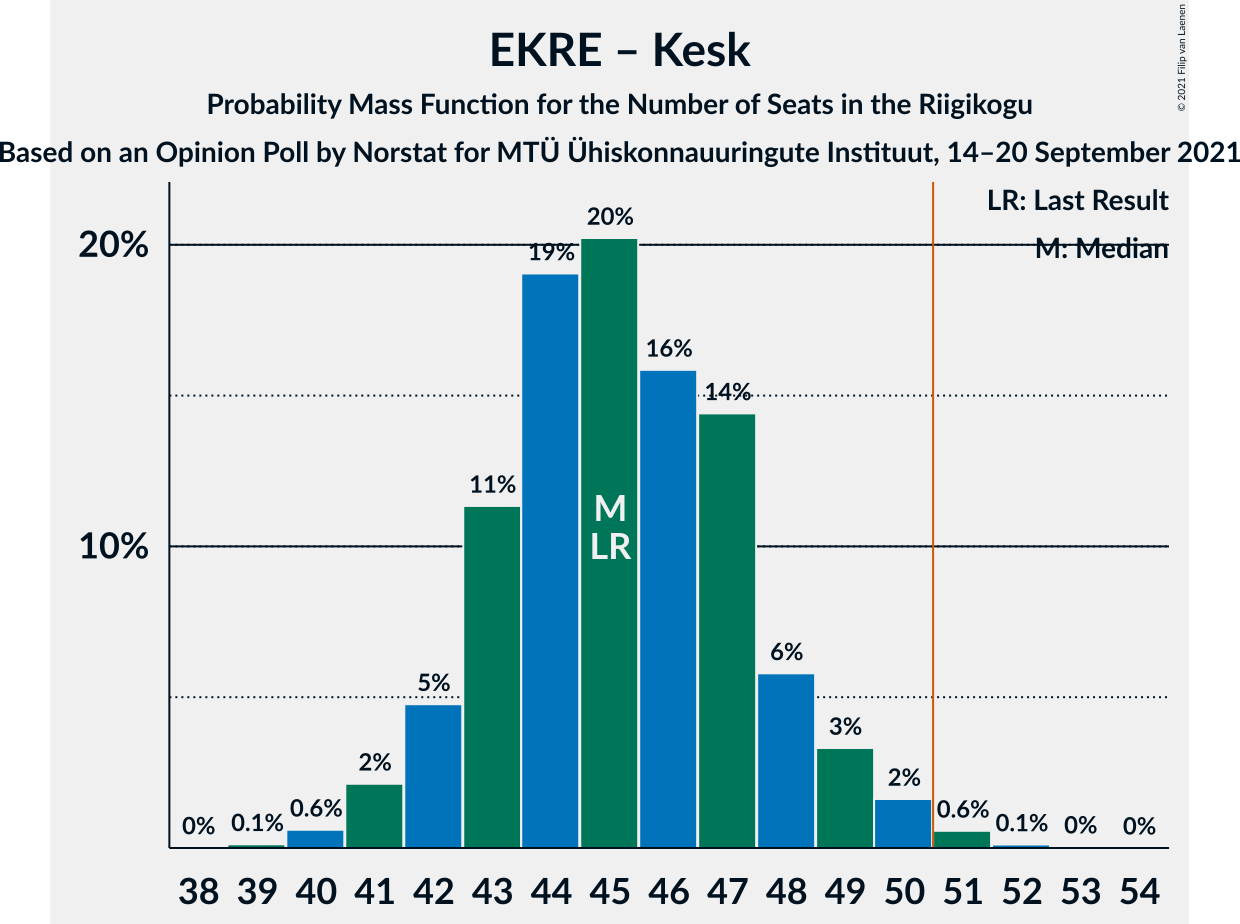 EKRE – Kesk
Probability Mass Function for the Number of Seats in the Riigikogu
Based on an Opinion Poll by Norstat for MTÜ Ühiskonnauuringute Instituut, 14–20 September 2021
© 2021 Filip van Laenen
LR: Last Result
M: Median
20%
10%
0% 0.1% 0.6% 2% 5% 11% 19% 20% 16% 14% 6% 3% 2% 0.6% 0.1% 0% 0%
M
LR
38 39 40 41 42 43 44 45 46 47 48 49 50 51 52 53 54